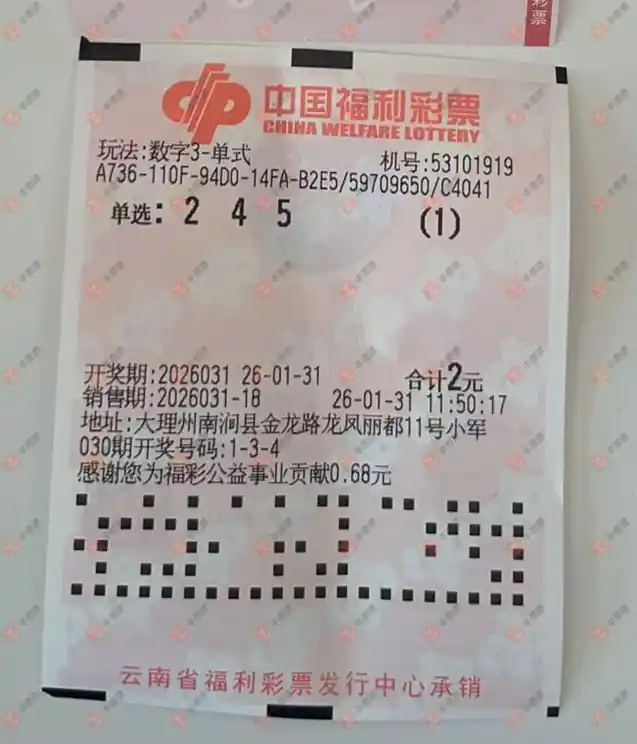 彩票
中国福利彩票
CHINA WELFARE LOTTERY
玩法:数字3-单式 机号:53101919
A736-110F-94D0-14FA-B2E5/59709650/C4041
单选: 2 4 5 (1)
开奖期:2026031 26-01-31 合计2元
销售期:2026031-18 26-01-31 11:50:17
地址:大理州南涧县金龙路龙凤丽都11号小军
030期开奖号码:1-3-4
感谢您为福彩公益事业贡献0.68元
云南省福利彩票发行中心承销